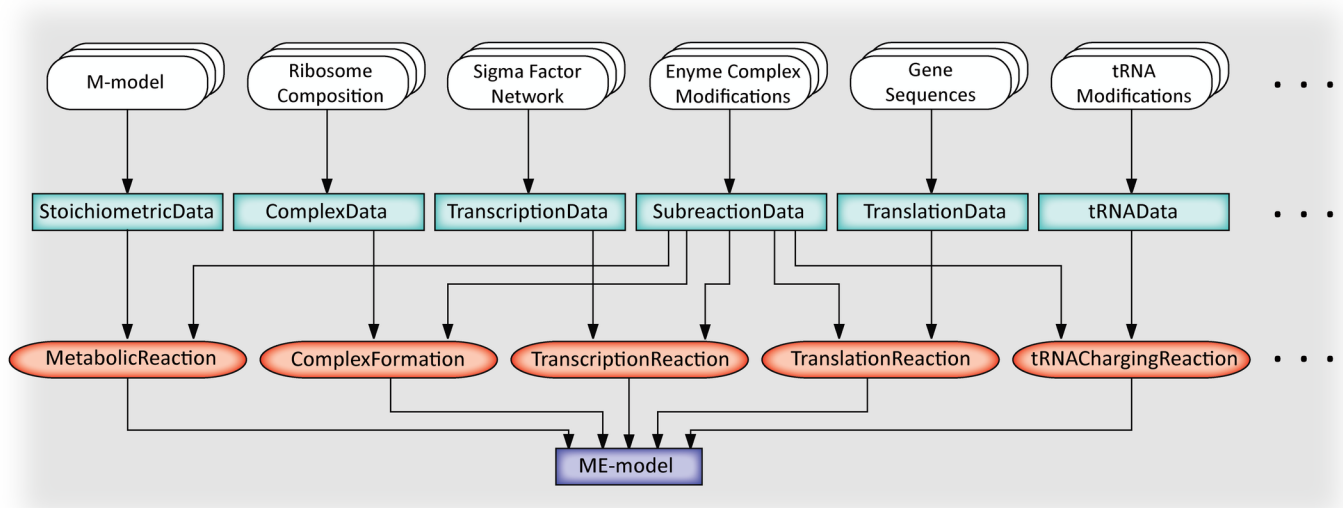 M-model
Ribosome
Composition
Sigma Factor
Network
Enyme Complex
Modifications
Gene
Sequences
tRNA
Modifications
. . .
StoichiometricData
ComplexData
TranscriptionData
SubreactionData
TranslationData
tRNAData
. . .
MetabolicReaction
ComplexFormation
TranscriptionReaction
TranslationReaction
tRNAChargingReaction
. . .
ME-model